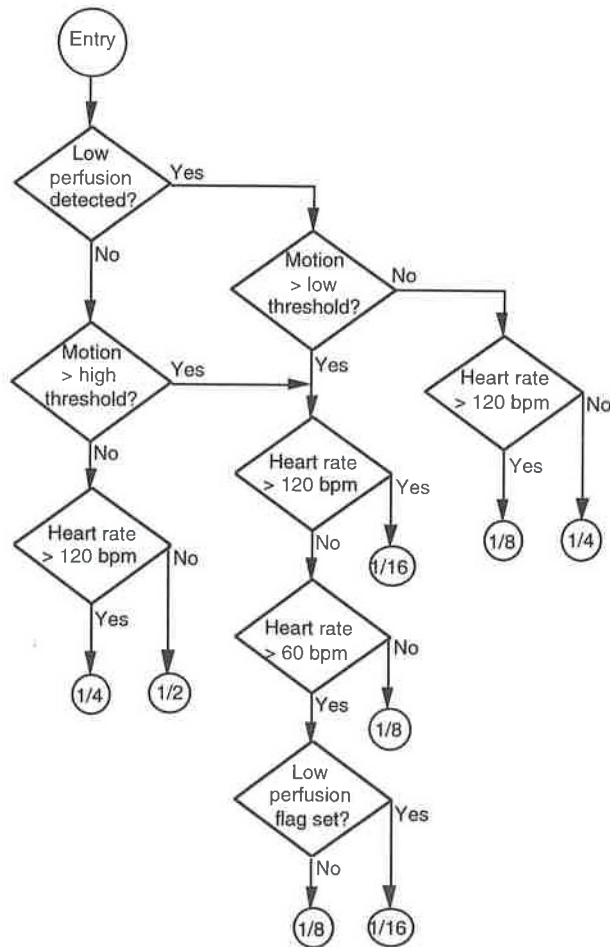 Entry
Low
perfusion
detected?
Yes
No
Motion
> low
threshold?
No
Yes
Motion
> high
threshold?
Yes
No
Heart rate
> 120 bpm
No
Yes
1/8
1/4
Heart rate
> 120 bpm
Yes
No
1/16
Heart rate
> 120 bpm
No
Yes
1/4
1/2
Heart rate
> 60 bpm
No
Yes
1/8
Low
perfusion
flag set?
Yes
No
1/8
1/16